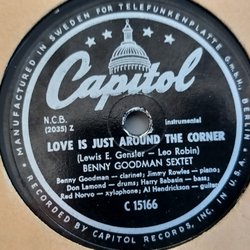 MANUFACTURED IN SWEDEN FOR TELEFUNKENPLATTE G.M.B.H.
Capitol
N.C.B.
(2035) Z
instrumental
LOVE IS JUST AROUND THE CORNER
(Lewis E. Gensler - Leo Robin)
BENNY GOODMAN SEXTET
Benny Goodman - clarinet; Jimmy Rowles - piano;
Don Lamond - drums; Harry Babasin - bass;
Red Norvo - xylophone; Al Hendrickson - guitar
C 15166
RECORDED BY CAPITOL RECORDS, INC.